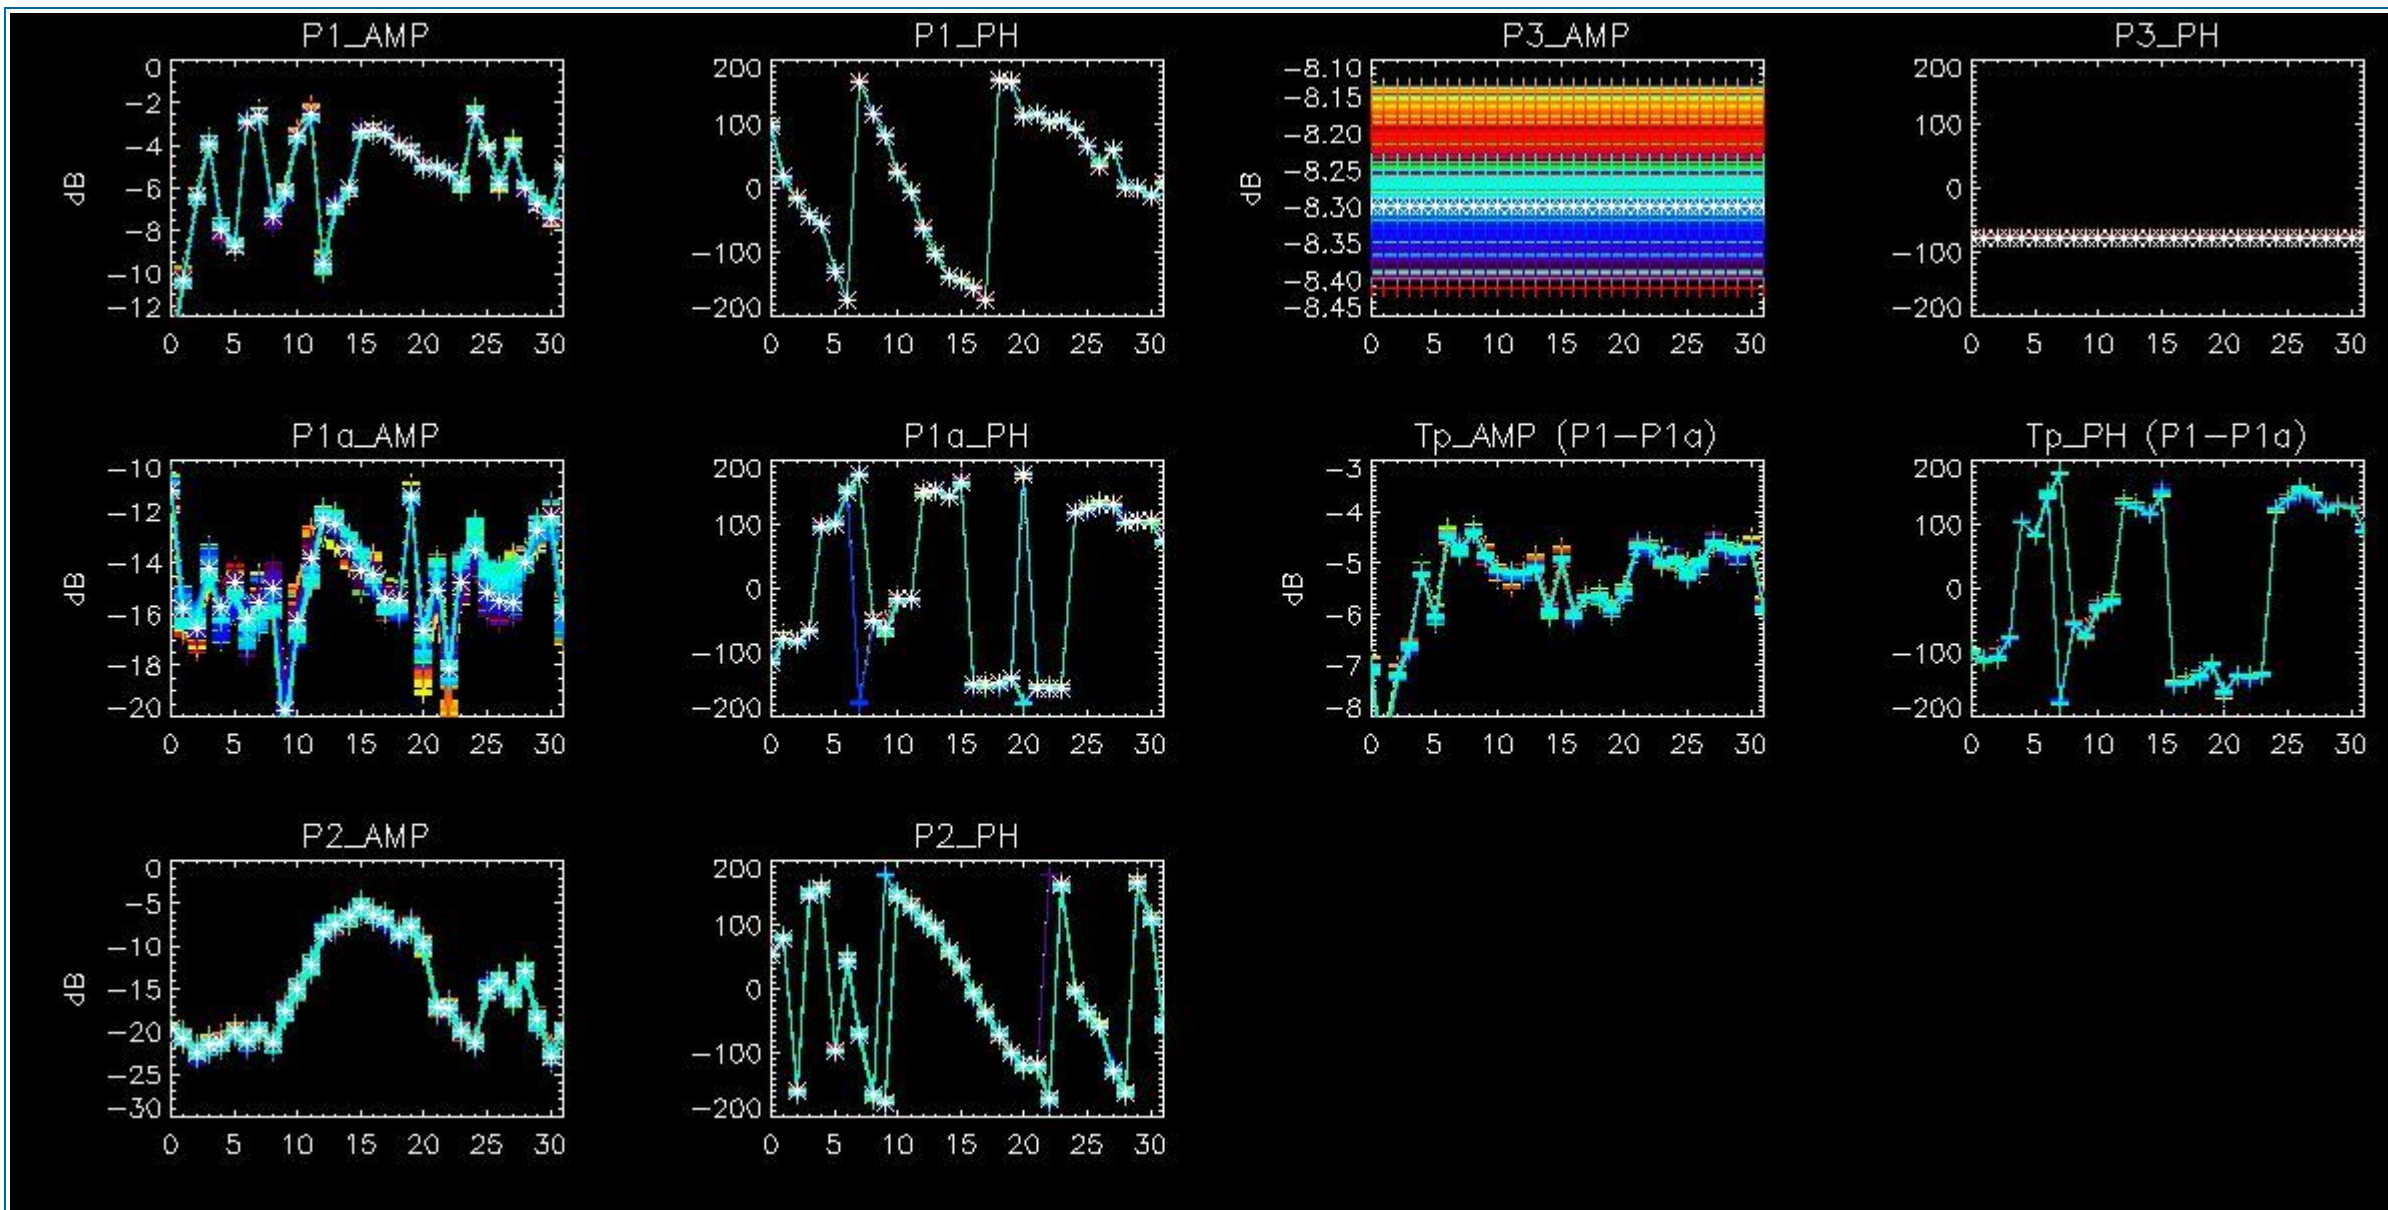 P1_AMP P1_PH P3_AMP P3_PH
0 200 −8.10 200
−2 −8.15
100 100
−4 −8.20
−8.25
dB −6 0 dB −8.30 0
−8 −8.35
−100 −100
−10 −8.40
−12 −200 −8.45 −200
0 5 10 15 20 25 30 0 5 10 15 20 25 30 0 5 10 15 20 25 30 0 5 10 15 20 25 30
P1a_AMP P1a_PH Tp_AMP (P1−P1a) Tp_PH (P1−P1a)
−10 200 −3 200
−12 100 −4 100
dB −14 0 dB −5 0
−16 −6
−18 −100 −7 −100
−20 −200 −8 −200
0 5 10 15 20 25 30 0 5 10 15 20 25 30 0 5 10 15 20 25 30 0 5 10 15 20 25 30
P2_AMP P2_PH
0 200
−5 100
−10
dB −15 0
−20 −100
−25
−30 −200
0 5 10 15 20 25 30 0 5 10 15 20 25 30